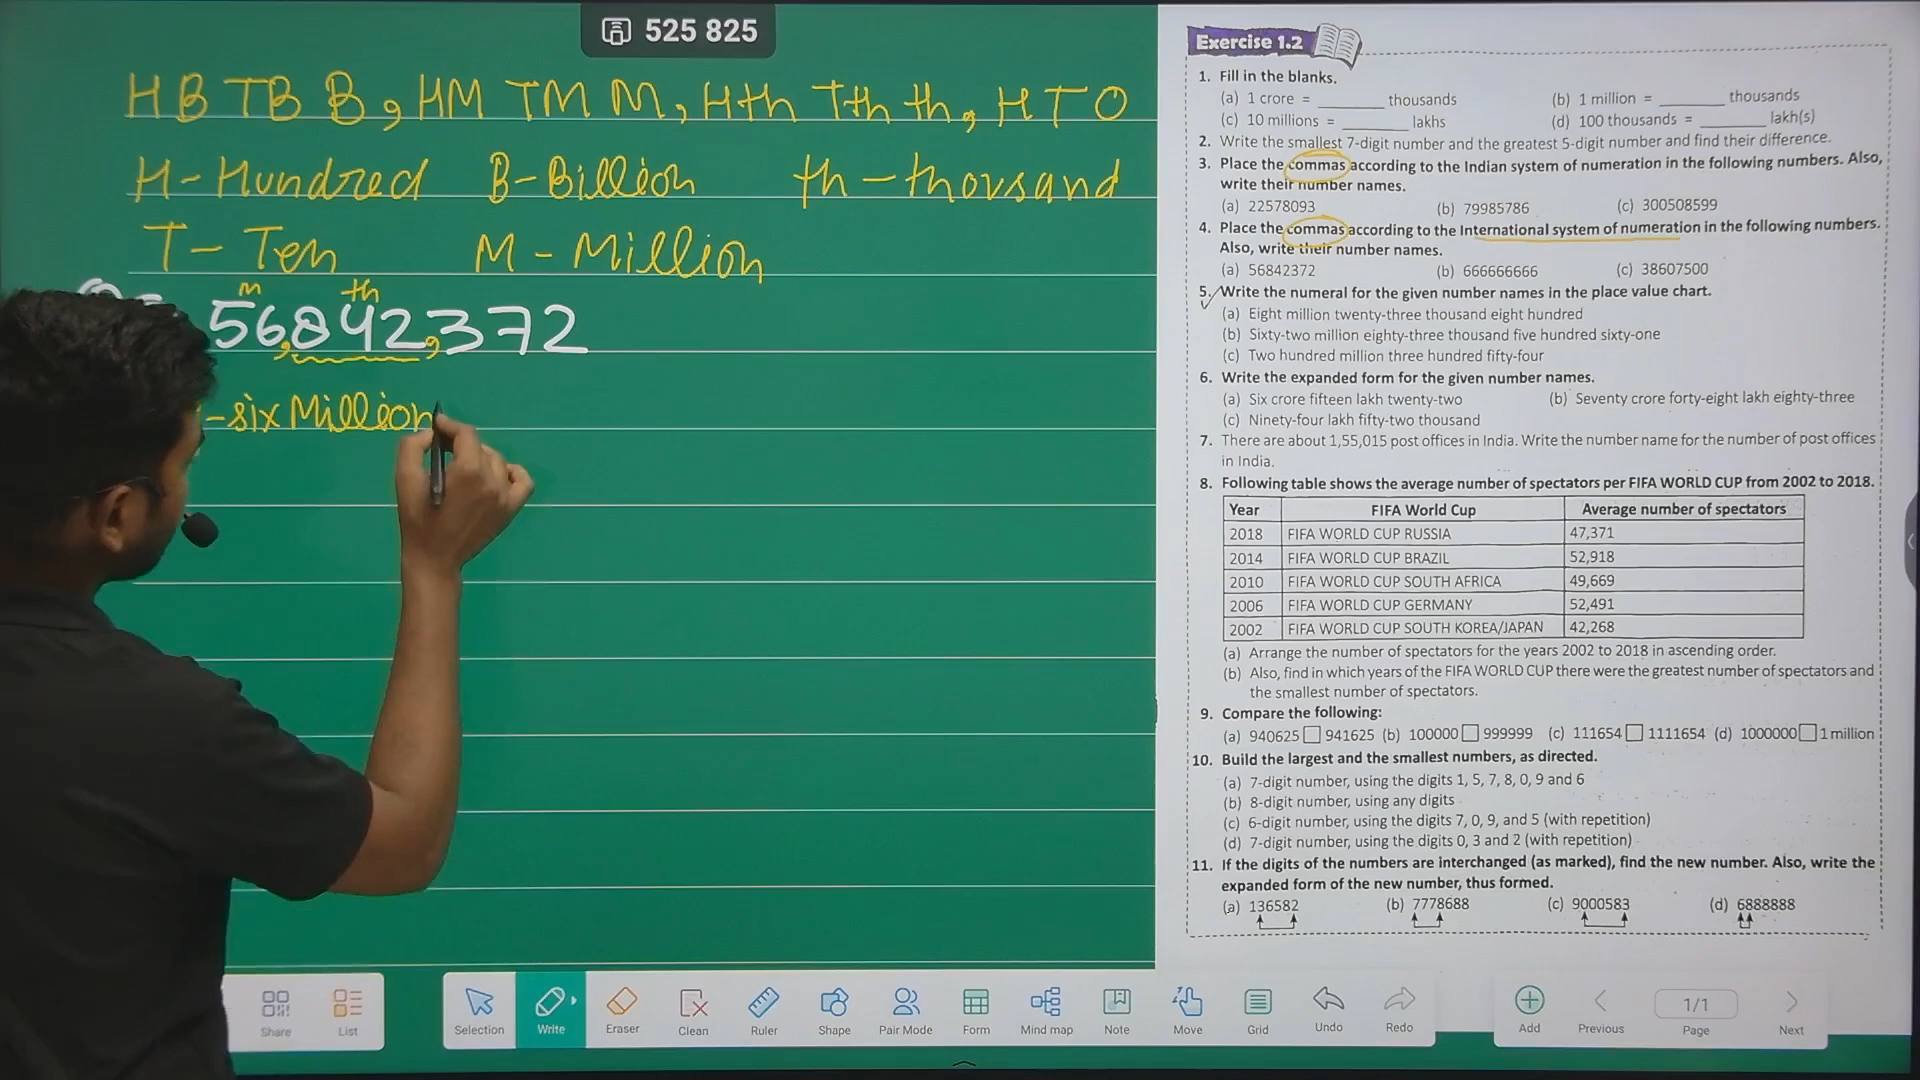 525 825
HB TB B, HM TM M, Hth Tth th, H T O
H-Hundred B-Billion th-thousand
T-Ten M-Million
m th
56,842,372
-six Million
Exercise 1.2
1. Fill in the blanks.
(a) 1 crore = ______ thousands (b) 1 million = ______ thousands
(c) 10 millions = ______ lakhs (d) 100 thousands = ______ lakh(s)
2. Write the smallest 7-digit number and the greatest 5-digit number and find their difference.
3. Place the commas according to the Indian system of numeration in the following numbers. Also,
write their number names.
(a) 22578093 (b) 79985786 (c) 300508599
4. Place the commas according to the International system of numeration in the following numbers.
Also, write their number names.
(a) 56842372 (b) 666666666 (c) 38607500
5. Write the numeral for the given number names in the place value chart.
(a) Eight million twenty-three thousand eight hundred
(b) Sixty-two million eighty-three thousand five hundred sixty-one
(c) Two hundred million three hundred fifty-four
6. Write the expanded form for the given number names.
(a) Six crore fifteen lakh twenty-two (b) Seventy crore forty-eight lakh eighty-three
(c) Ninety-four lakh fifty-two thousand
7. There are about 1,55,015 post offices in India. Write the number name for the number of post offices
in India.
8. Following table shows the average number of spectators per FIFA WORLD CUP from 2002 to 2018.
Year FIFA World Cup Average number of spectators
2018 FIFA WORLD CUP RUSSIA 47,371
2014 FIFA WORLD CUP BRAZIL 52,918
2010 FIFA WORLD CUP SOUTH AFRICA 49,669
2006 FIFA WORLD CUP GERMANY 52,491
2002 FIFA WORLD CUP SOUTH KOREA/JAPAN 42,268
(a) Arrange the number of spectators for the years 2002 to 2018 in ascending order.
(b) Also, find in which years of the FIFA WORLD CUP there were the greatest number of spectators and
the smallest number of spectators.
9. Compare the following:
(a) 940625 □ 941625 (b) 100000 □ 999999 (c) 111654 □ 1111654 (d) 1000000 □ 1 million
10. Build the largest and the smallest numbers, as directed.
(a) 7-digit number, using the digits 1, 5, 7, 8, 0, 9 and 6
(b) 8-digit number, using any digits
(c) 6-digit number, using the digits 7, 0, 9, and 5 (with repetition)
(d) 7-digit number, using the digits 0, 3 and 2 (with repetition)
11. If the digits of the numbers are interchanged (as marked), find the new number. Also, write the
expanded form of the new number, thus formed.
(a) 136582 (b) 7778688 (c) 9000583 (d) 6888888
Share List Selection Write Eraser Clean Ruler Shape Pair Mode Form Mind map Note Move Grid Undo Redo Add Previous 1/1 Page Next